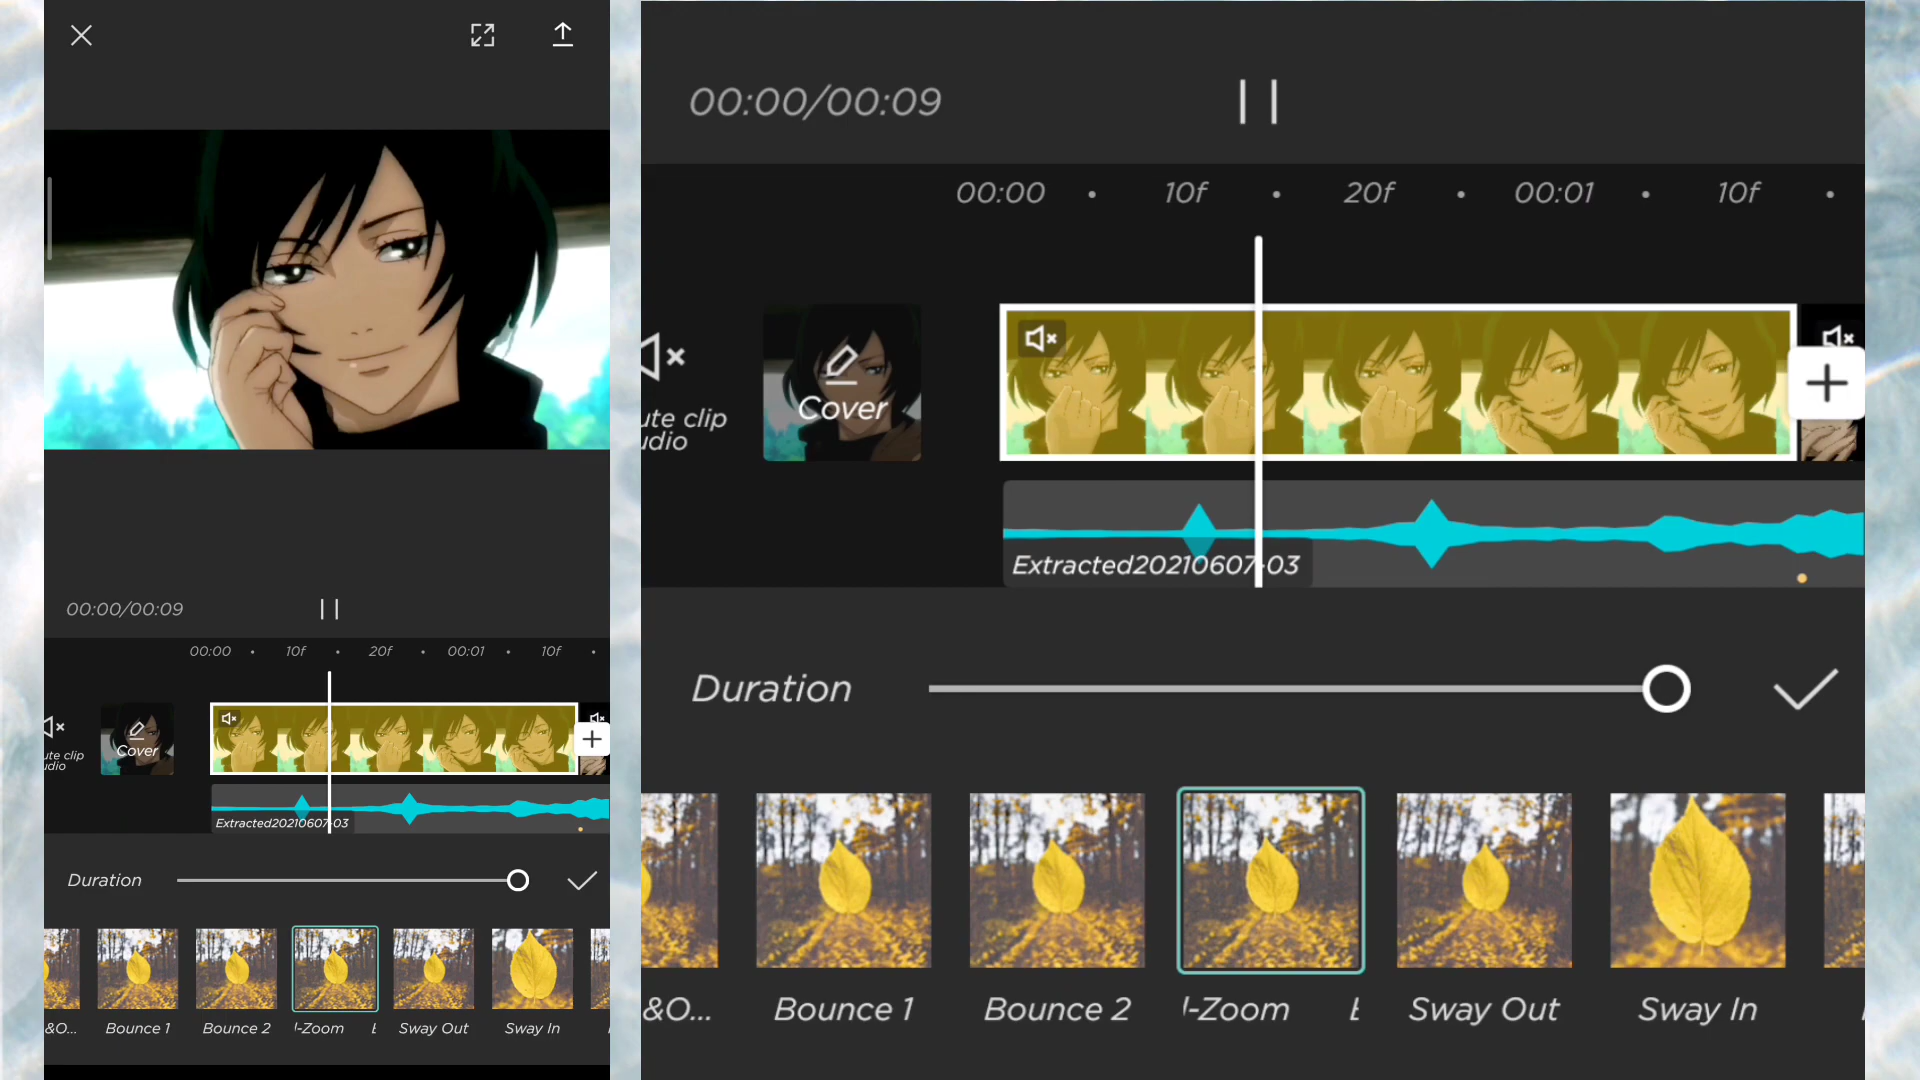 00:00/00:09
00:00 10f 20f 00:01 10f
ute clip
udio
Cover
Extracted20210607-03
Duration
&O... Bounce 1 Bounce 2 -Zoom Sway Out Sway In
00:00/00:09
00:00 10f 20f 00:01 10f
ute clip
udio
Cover
Extracted20210607-03
Duration
&O... Bounce 1 Bounce 2 -Zoom Sway Out Sway In